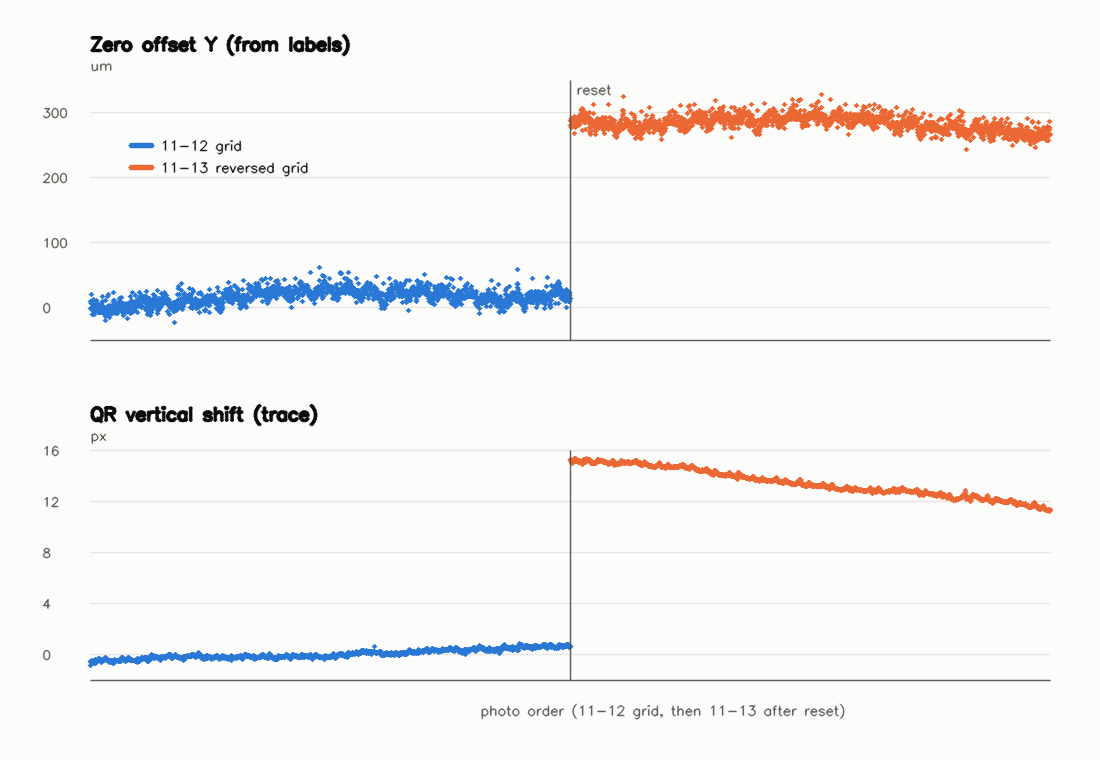 Zero offset Y (from labels)
um
reset
300
11-12 grid
11-13 reversed grid
200
100
0
QR vertical shift (trace)
px
16
12
8
4
0
photo order (11-12 grid, then 11-13 after reset)